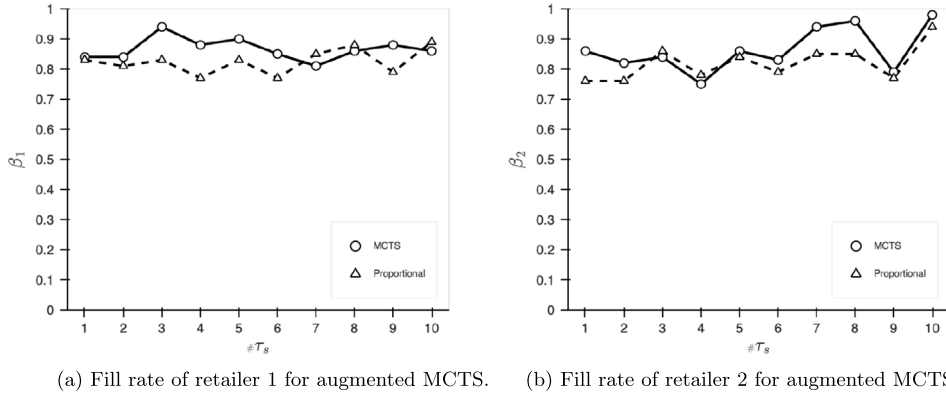 1
0.9
0.8
0.7
0.6
0.5
0.4
0.3
0.2
0.1
0
β₁
MCTS
Proportional
1 2 3 4 5 6 7 8 9 10
#τₛ
(a) Fill rate of retailer 1 for augmented MCTS.
1
0.9
0.8
0.7
0.6
0.5
0.4
0.3
0.2
0.1
0
β₂
MCTS
Proportional
1 2 3 4 5 6 7 8 9 10
#τₛ
(b) Fill rate of retailer 2 for augmented MCTS